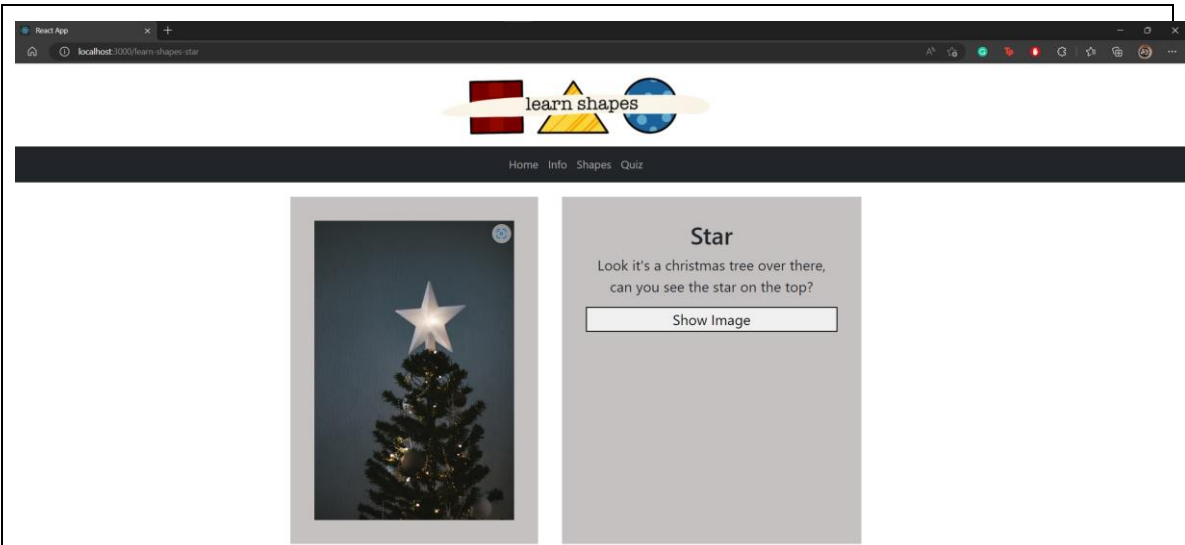 React App
localhost:3000/learn-shapes-star
learn shapes
Home Info Shapes Quiz
Star
Look it's a christmas tree over there,
can you see the star on the top?
Show Image